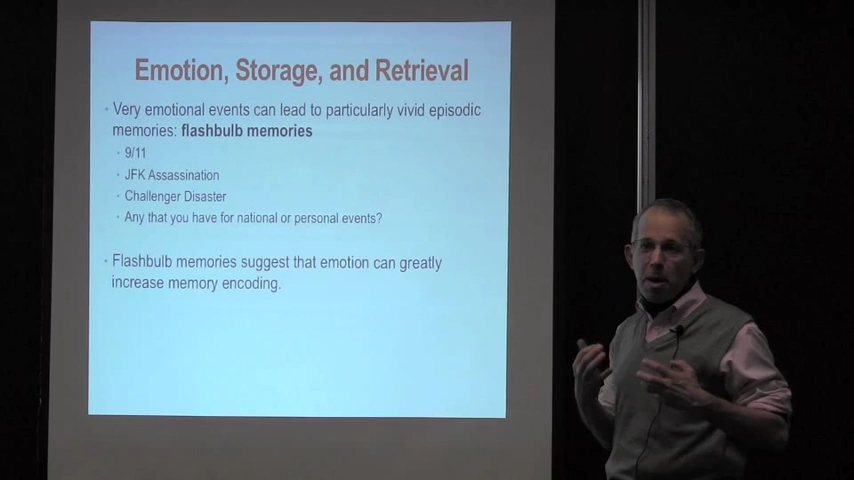 Emotion, Storage, and Retrieval
• Very emotional events can lead to particularly vivid episodic
memories: flashbulb memories
• 9/11
• JFK Assassination
• Challenger Disaster
• Any that you have for national or personal events?
• Flashbulb memories suggest that emotion can greatly
increase memory encoding.